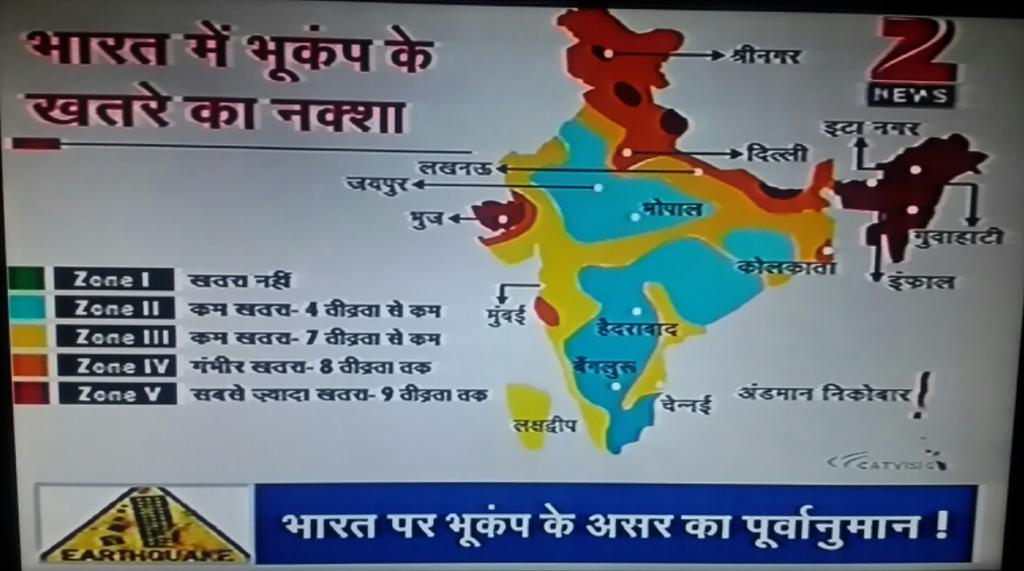 भारत में भूकंप के
खतरे का नक्शा
Z
NEWS
श्रीनगर
इटा नगर
दिल्ली
लखनऊ
जयपुर
भोपाल
भुज
गुवाहाटी
कोलकाता
इंफाल
Zone I खतरा नहीं
Zone II कम खतरा- 4 तीव्रता से कम
Zone III कम खतरा- 7 तीव्रता से कम
Zone IV गंभीर खतरा- 8 तीव्रता तक
Zone V सबसे ज़्यादा खतरा- 9 तीव्रता तक
मुंबई
हैदराबाद
बेंगलुरू
चेन्नई
अंडमान निकोबार
लक्षद्वीप
CATVISION
EARTHQUAKE
भारत पर भूकंप के असर का पूर्वानुमान !